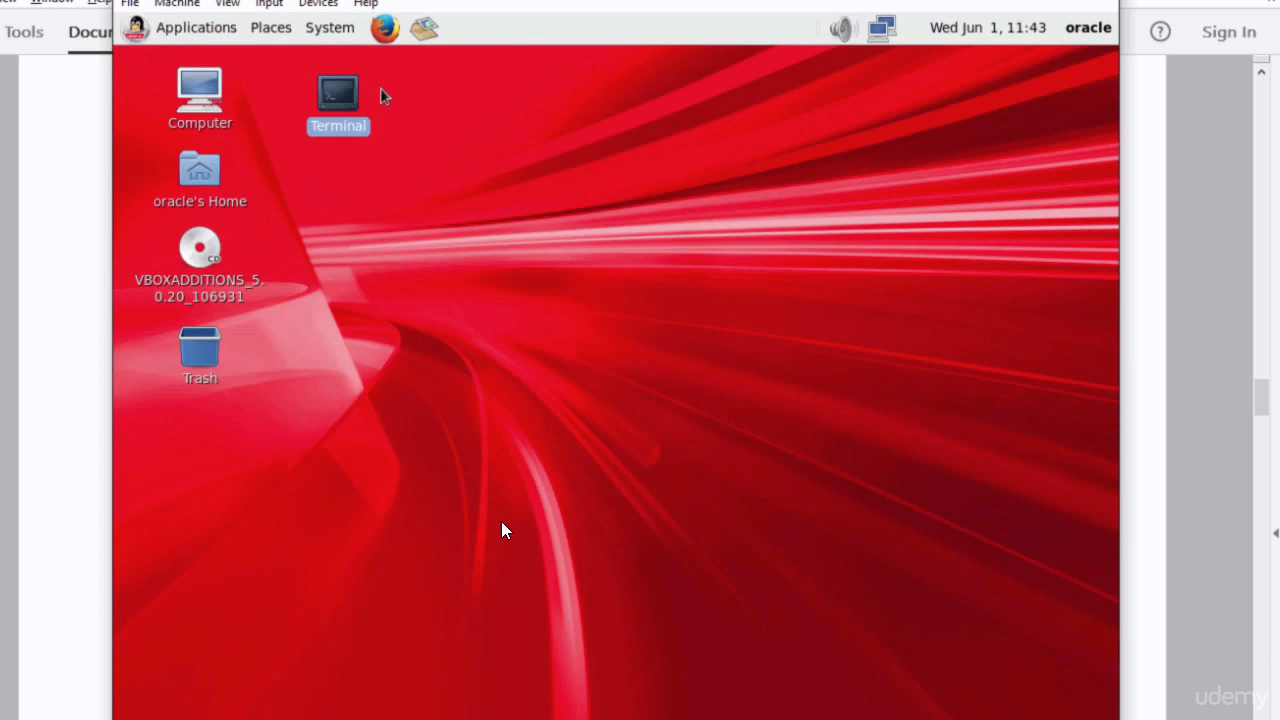 File Machine View Input Devices Help
Tools Docu
Applications Places System
Wed Jun 1, 11:43 oracle
Sign In
Computer
Terminal
oracle's Home
VBOXADDITIONS_5.
0.20_106931
Trash
udemy